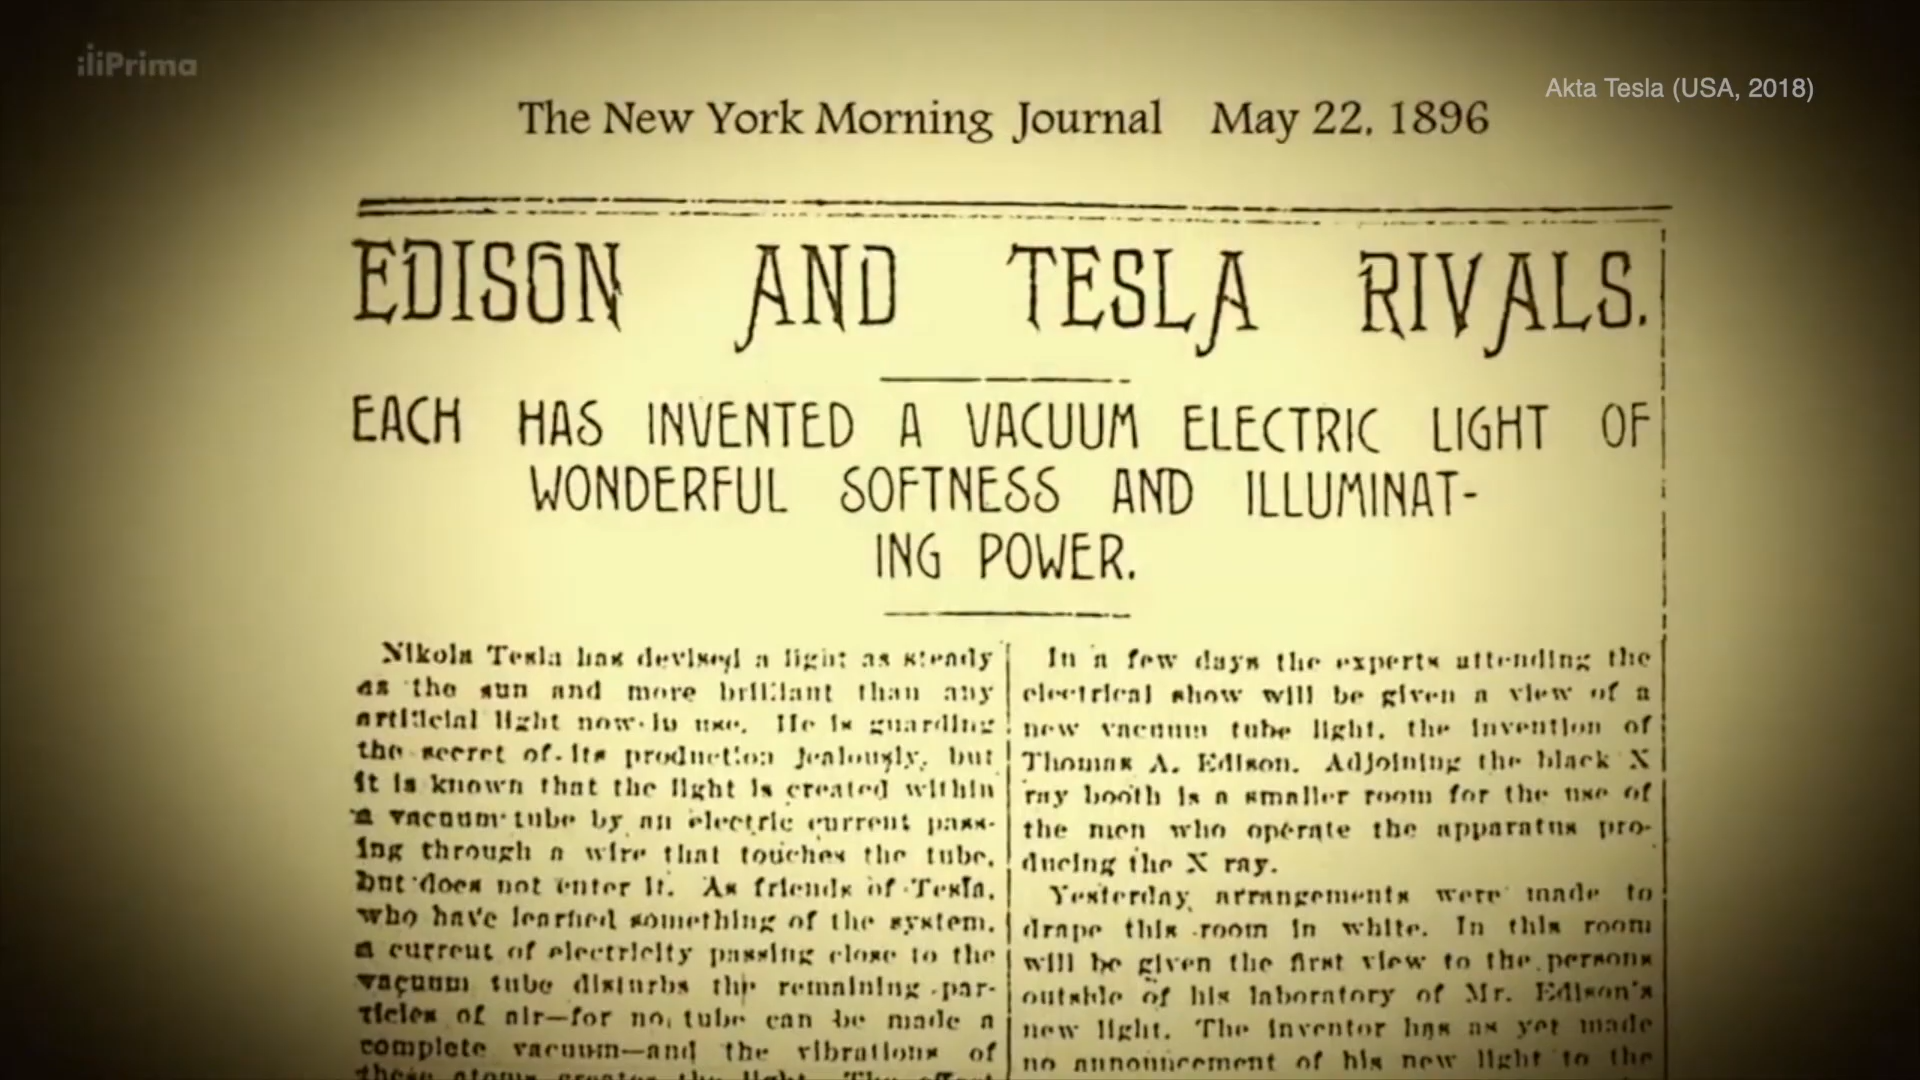 iliPrima
Akta Tesla (USA, 2018)
The New York Morning Journal May 22, 1896
EDISON AND TESLA RIVALS.
EACH HAS INVENTED A VACUUM ELECTRIC LIGHT OF
WONDERFUL SOFTNESS AND ILLUMINAT-
ING POWER.
Nikola Tesla has devised a light as steady
as the sun and more brilliant than any
artificial light now in use. He is guarding
the secret of its production jealously, but
it is known that the light is created within
a vacuum tube by an electric current pass-
ing through a wire that touches the tube,
but does not enter it. As friends of Tesla,
who have learned something of the system,
a current of electricity passing close to the
vacuum tube disturbs the remaining par-
ticles of air—for no tube can be made a
complete vacuum—and the vibrations of
these atoms creates the light. The effect
In a few days the experts attending the
electrical show will be given a view of a
new vacuum tube light, the invention of
Thomas A. Edison. Adjoining the black X
ray booth is a smaller room for the use of
the men who operate the apparatus pro-
ducing the X ray.
Yesterday arrangements were made to
drape this room in white. In this room
will be given the first view to the persons
outside of his laboratory of Mr. Edison's
new light. The inventor has as yet made
no announcement of his new light to the